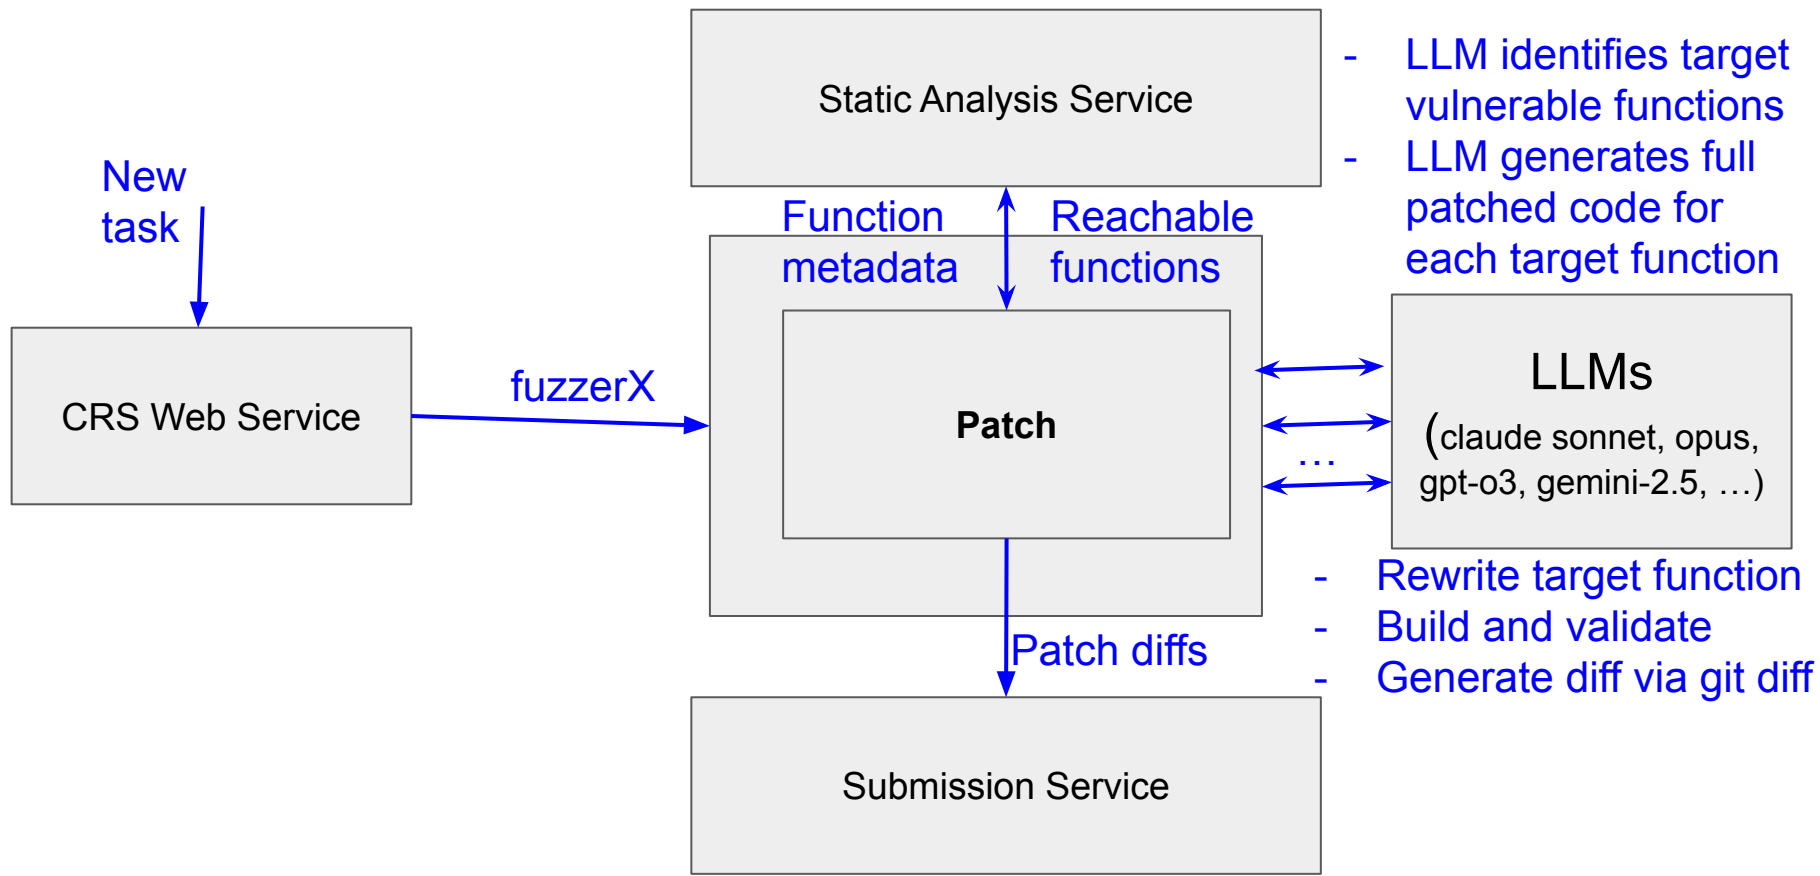 Static Analysis Service
- LLM identifies target
vulnerable functions
- LLM generates full
patched code for
each target function
New
task
Function
metadata
Reachable
functions
CRS Web Service
fuzzerX
Patch
LLMs
(claude sonnet, opus,
gpt-o3, gemini-2.5, …)
…
- Rewrite target function
- Build and validate
- Generate diff via git diff
Patch diffs
Submission Service